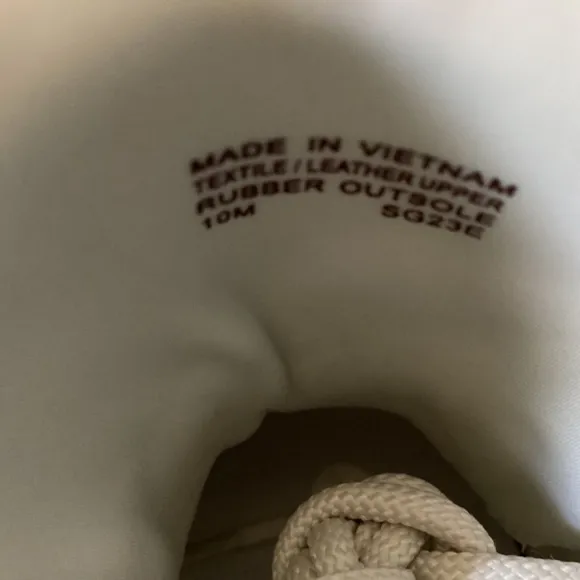 MADE IN VIETNAM
TEXTILE / LEATHER UPPER
RUBBER OUTSOLE
10M SG23E